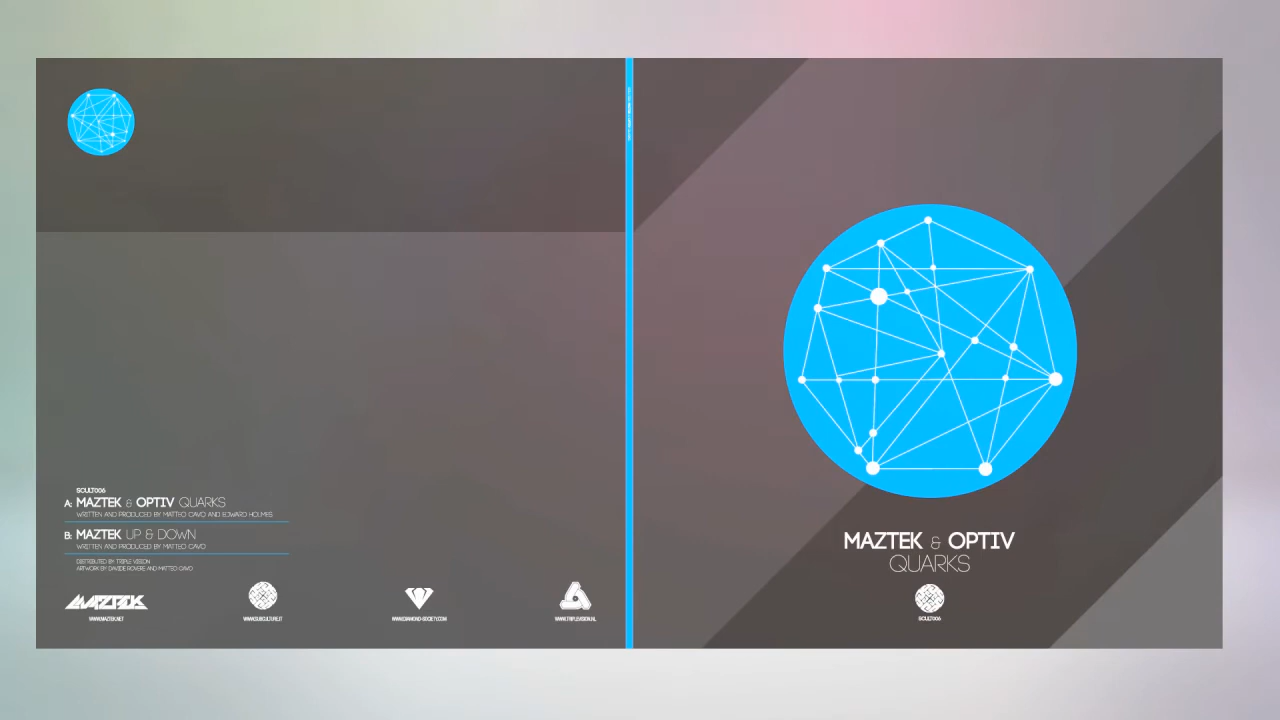 SCULT006
A: MAZTEK & OPTIV QUARKS
WRITTEN AND PRODUCED BY MATTEO CAVO AND EDWARD HOLMES
B: MAZTEK UP & DOWN
WRITTEN AND PRODUCED BY MATTEO CAVO
DISTRIBUTED BY TRIPLE VISION
ARTWORK BY DAVIDE ROVERE AND MATTEO CAVO
MAZTEK
WWW.MAZTEK.NET
WWW.SUBCULTURE.IT
WWW.DIAMOND-SOCIETY.COM
WWW.TRIPLEVISION.NL
MAZTEK & OPTIV
QUARKS
SCULT006